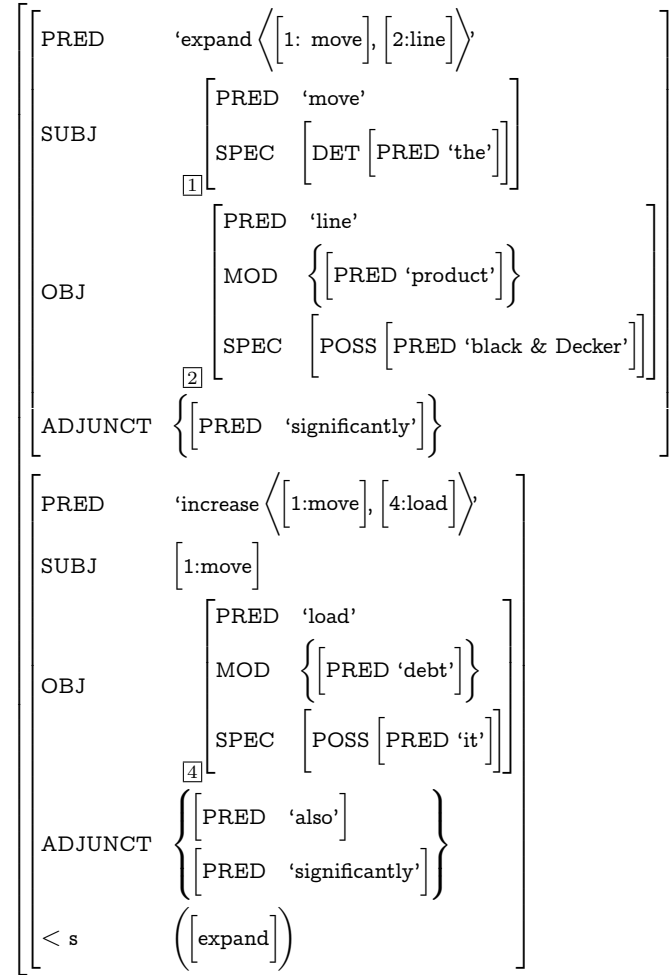 PRED ‘expand ⟨[1: move], [2:line]⟩’
SUBJ
PRED ‘move’
SPEC [DET [PRED ‘the’]]
1
OBJ
PRED ‘line’
MOD {[PRED ‘product’]}
SPEC [POSS [PRED ‘black & Decker’]]
2
ADJUNCT {[PRED ‘significantly’]}
PRED ‘increase ⟨[1:move], [4:load]⟩’
SUBJ [1:move]
OBJ
PRED ‘load’
MOD {[PRED ‘debt’]}
SPEC [POSS [PRED ‘it’]]
4
ADJUNCT
[PRED ‘also’]
[PRED ‘significantly’]
< s ([expand])